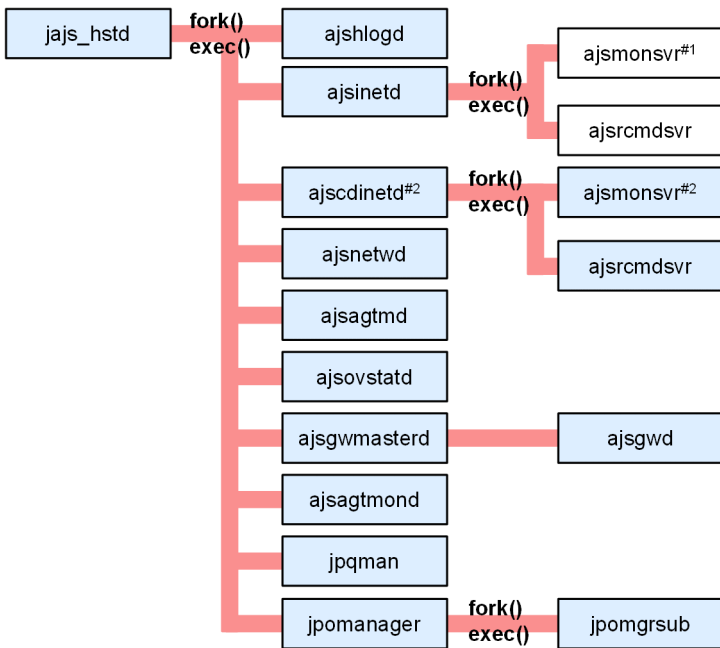 jajs_hstd
fork()
exec()
ajshlogd
ajsinetd
fork()
exec()
ajsmonsvr#1
ajsrcmdsvr
ajscdinetd#2
fork()
exec()
ajsmonsvr#2
ajsrcmdsvr
ajsnetwd
ajsagtmd
ajsovstatd
ajsgwmasterd
ajsgwd
ajsagtmond
jpqman
jpomanager
fork()
exec()
jpomgrsub